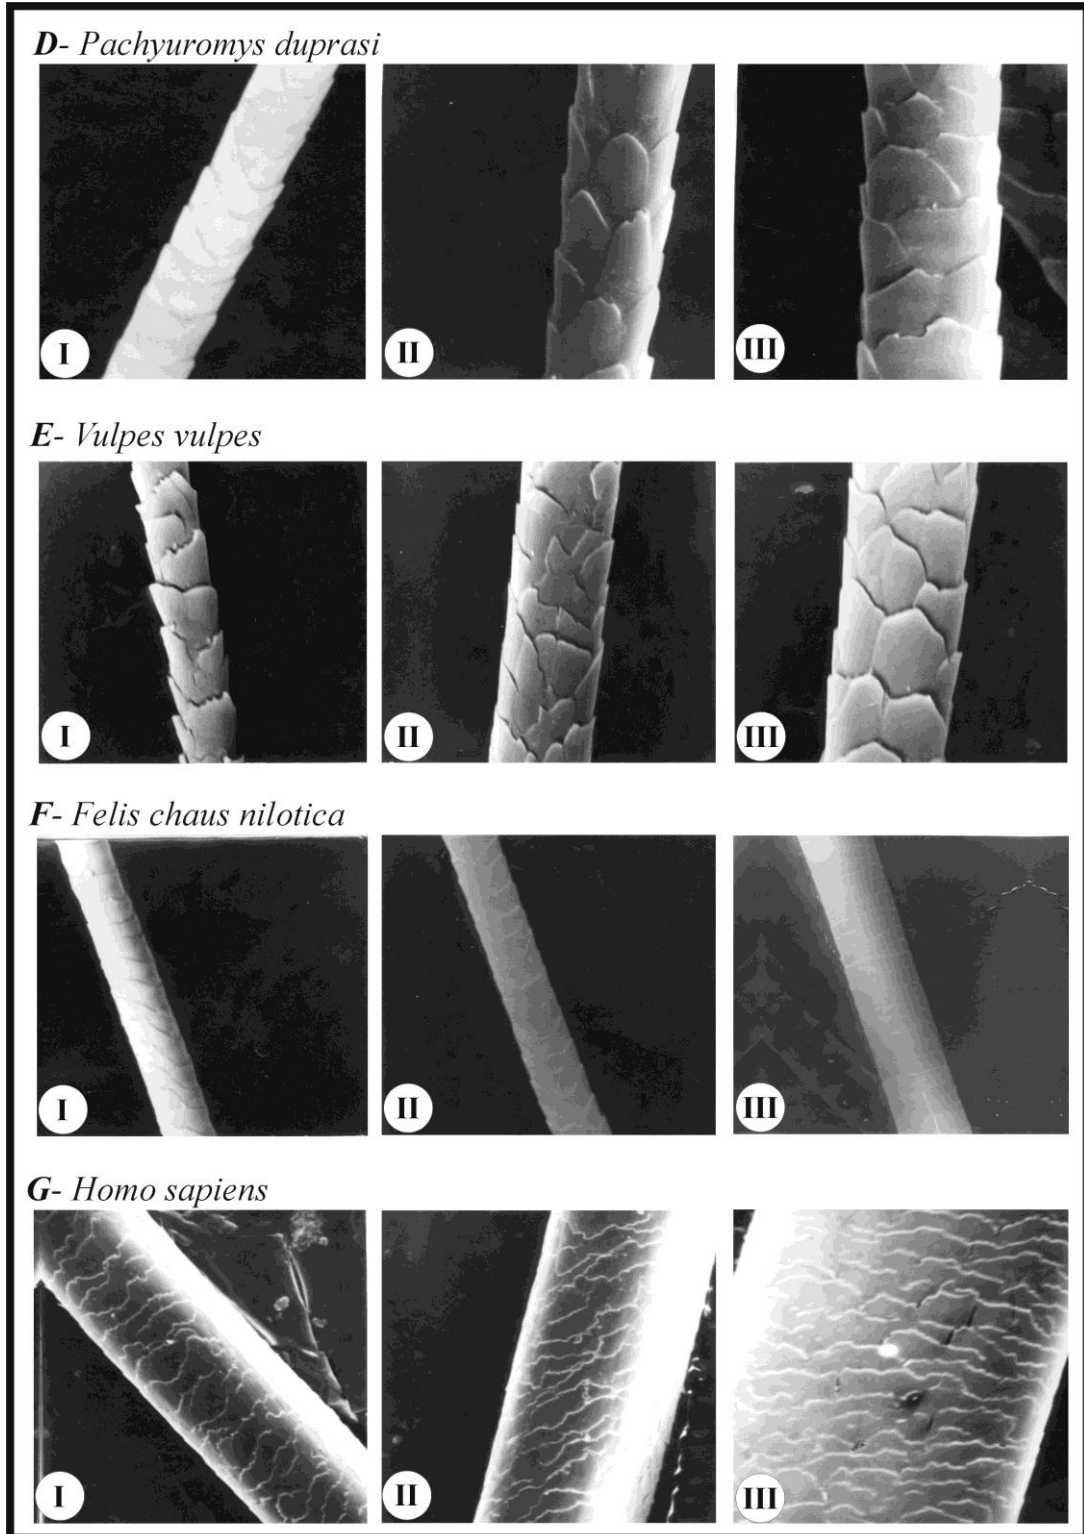 D- Pachyuromys duprasi
I II III
E- Vulpes vulpes
I II III
F- Felis chaus nilotica
I II III
G- Homo sapiens
I II III